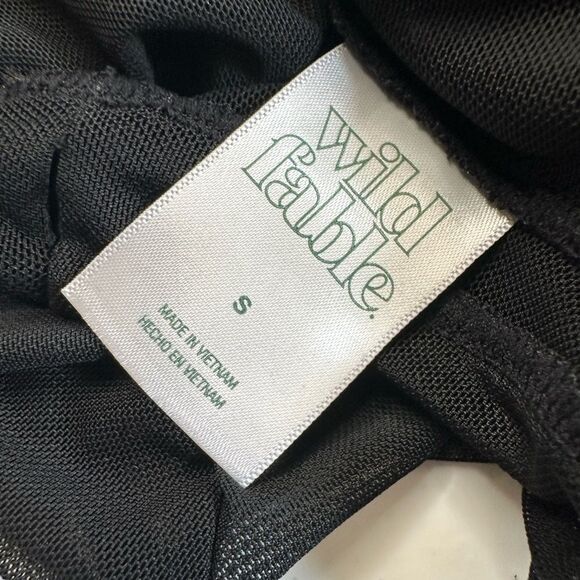 wild
fable.
S
MADE IN VIETNAM
HECHO EN VIETNAM